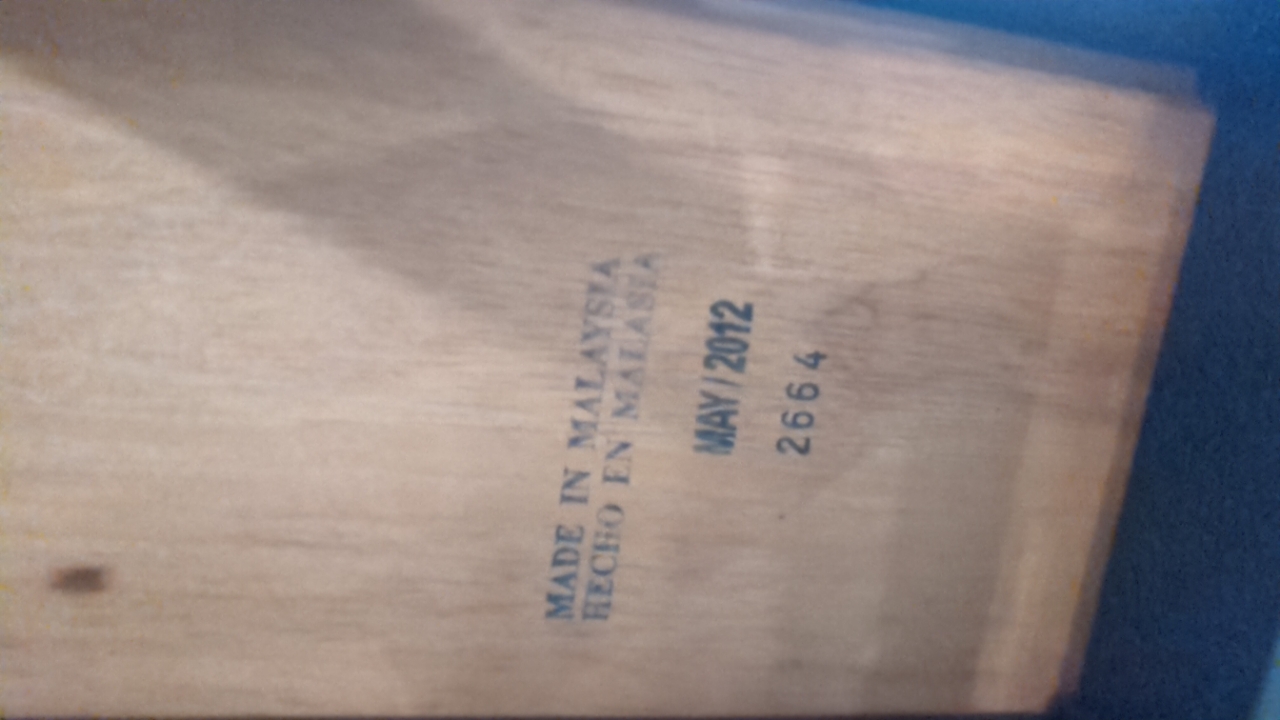 MADE IN MALAYSIA
HECHO EN MALASIA
MAY/2012
2664